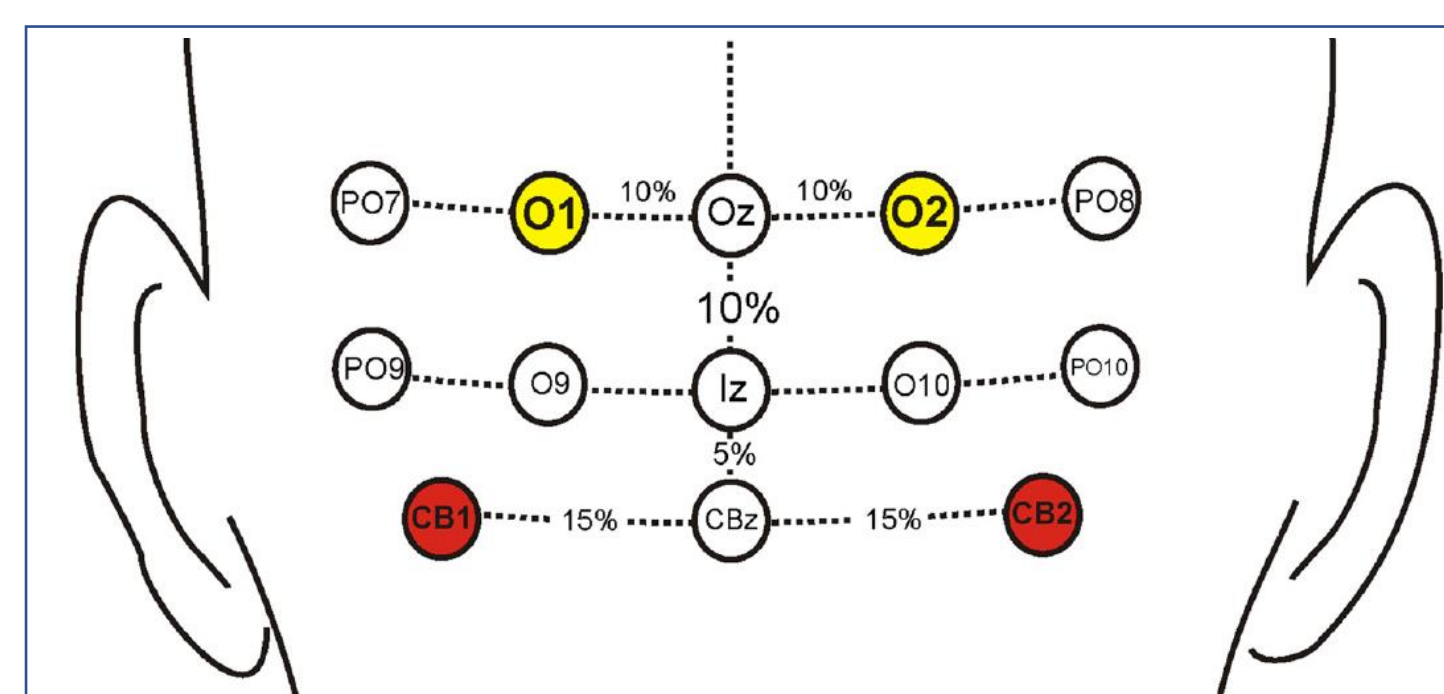 10% 10%
PO7 O1 Oz O2 PO8
10%
PO9 O9 Iz O10 PO10
5%
CB1 15% CBz 15% CB2